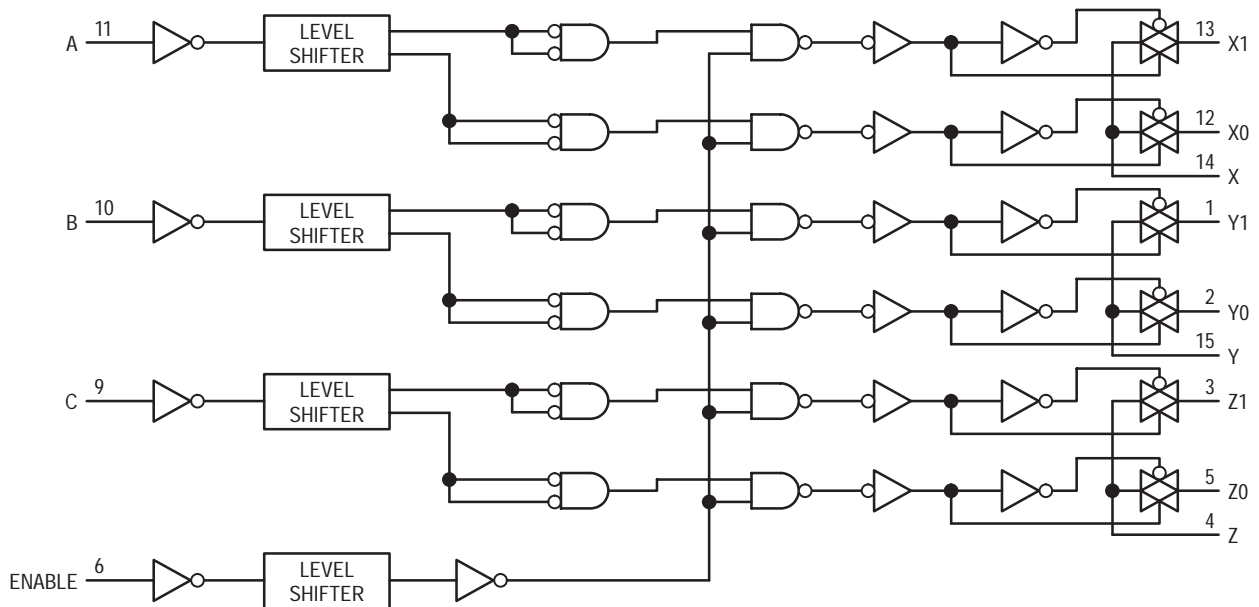 A 11 LEVEL SHIFTER 13 X1
12 X0
14 X
B 10 LEVEL SHIFTER 1 Y1
2 Y0
15 Y
C 9 LEVEL SHIFTER 3 Z1
5 Z0
4 Z
ENABLE 6 LEVEL SHIFTER